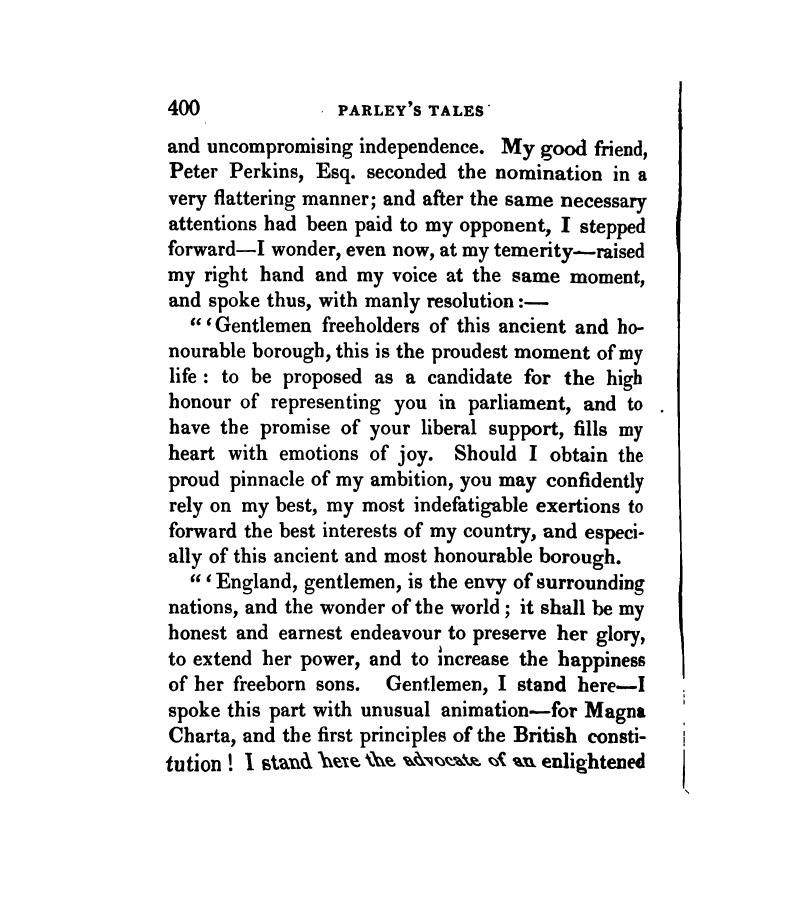 400 PARLEY'S TALES
and uncompromising independence. My good friend,
Peter Perkins, Esq. seconded the nomination in a
very flattering manner; and after the same necessary
attentions had been paid to my opponent, I stepped
forward—I wonder, even now, at my temerity—raised
my right hand and my voice at the same moment,
and spoke thus, with manly resolution :—
"'Gentlemen freeholders of this ancient and ho-
nourable borough, this is the proudest moment of my
life : to be proposed as a candidate for the high
honour of representing you in parliament, and to
have the promise of your liberal support, fills my
heart with emotions of joy. Should I obtain the
proud pinnacle of my ambition, you may confidently
rely on my best, my most indefatigable exertions to
forward the best interests of my country, and especi-
ally of this ancient and most honourable borough.
"'England, gentlemen, is the envy of surrounding
nations, and the wonder of the world ; it shall be my
honest and earnest endeavour to preserve her glory,
to extend her power, and to increase the happiness
of her freeborn sons. Gentlemen, I stand here—I
spoke this part with unusual animation—for Magna
Charta, and the first principles of the British consti-
tution ! I stand here the advocate of an enlightened